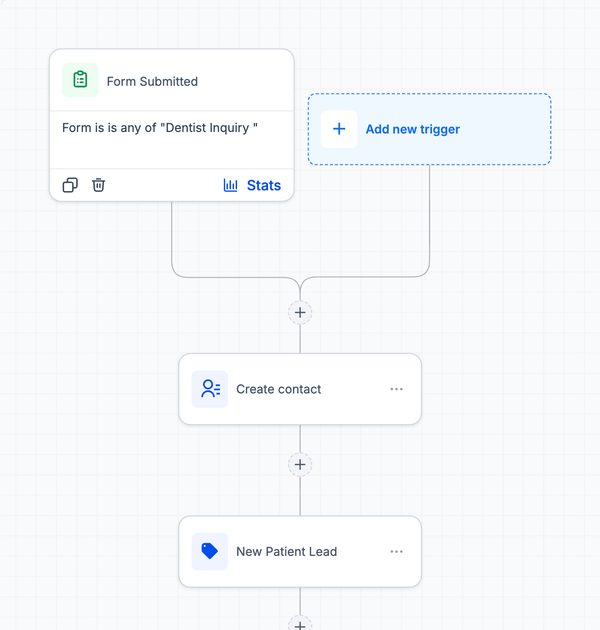 Form Submitted
Form is is any of "Dentist Inquiry "
Stats
Add new trigger
Create contact
New Patient Lead